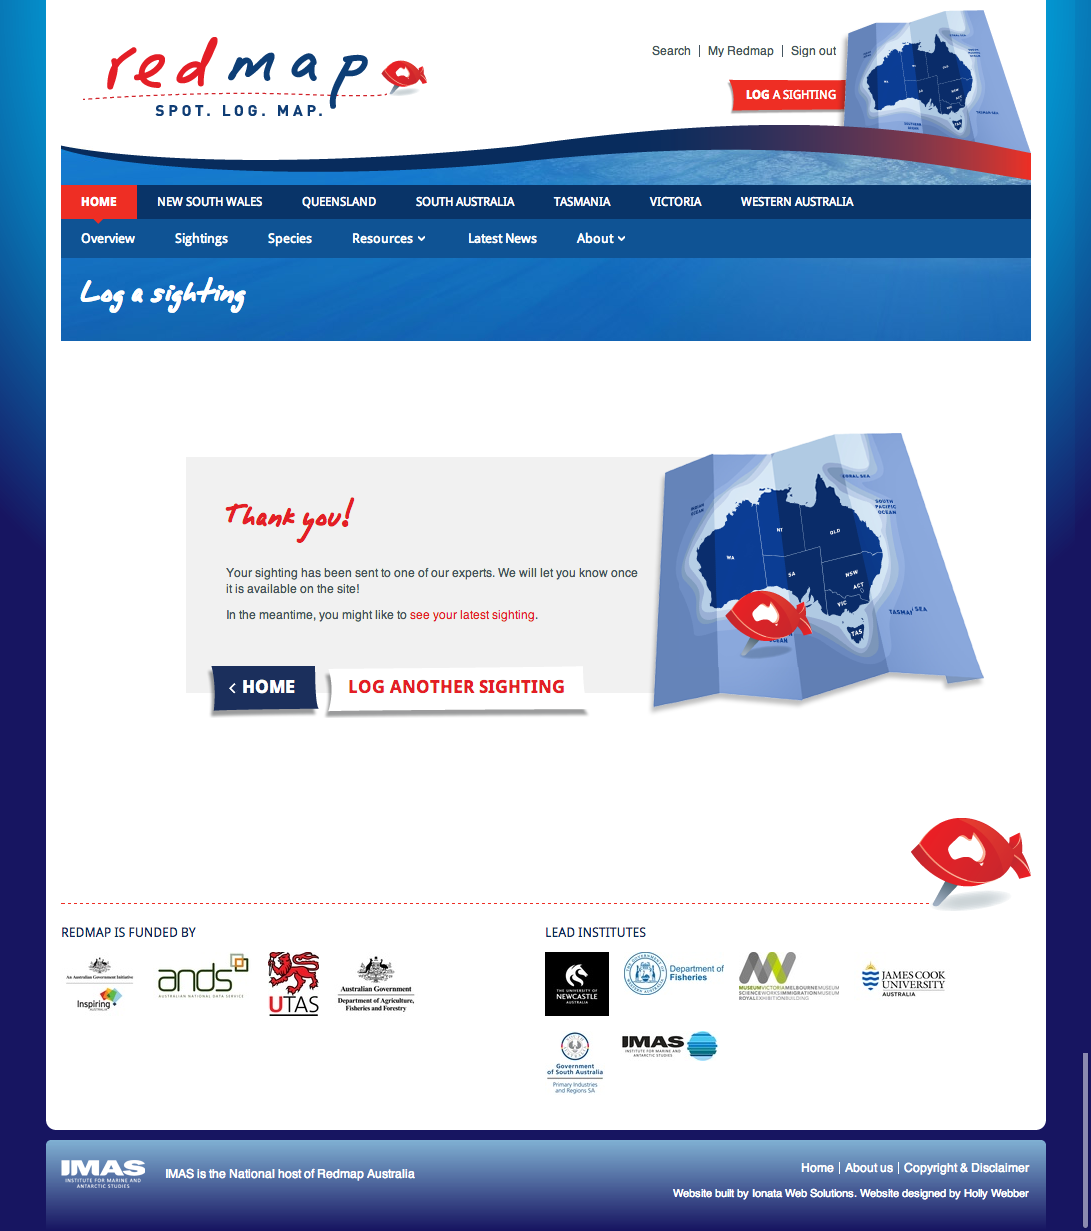 redmap
SPOT. LOG. MAP.
Search | My Redmap | Sign out
LOG A SIGHTING
HOME NEW SOUTH WALES QUEENSLAND SOUTH AUSTRALIA TASMANIA VICTORIA WESTERN AUSTRALIA
Overview Sightings Species Resources Latest News About
Log a sighting
Thank you!
Your sighting has been sent to one of our experts. We will let you know once
it is available on the site!
In the meantime, you might like to see your latest sighting.
< HOME
LOG ANOTHER SIGHTING
INDIAN
OCEAN
SOUTH
PACIFIC
OCEAN
WA
NT
QLD
SA
NSW
ACT
VIC
TAS
TASMAN SEA
REDMAP IS FUNDED BY
An Australian Government Initiative
Inspiring
AUSTRALIA
ands
AUSTRALIAN NATIONAL DATA SERVICE
UTAS
Australian Government
Department of Agriculture,
Fisheries and Forestry
LEAD INSTITUTES
THE UNIVERSITY OF
NEWCASTLE
AUSTRALIA
Department of
Fisheries
MUSEUMVICTORIAMELBOURNEMUSEUM
SCIENCEWORKSIMMIGRATIONMUSEUM
ROYALEXHIBITIONBUILDING
JAMES COOK
UNIVERSITY
AUSTRALIA
Government
of South Australia
Primary Industries
and Regions SA
IMAS
INSTITUTE FOR MARINE AND
ANTARCTIC STUDIES
IMAS
INSTITUTE FOR MARINE AND
ANTARCTIC STUDIES
IMAS is the National host of Redmap Australia
Home | About us | Copyright & Disclaimer
Website built by Ionata Web Solutions. Website designed by Holly Webber